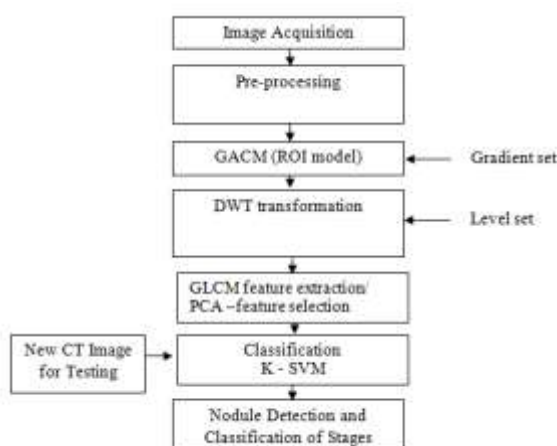 Image Acquisition
Pre-processing
GACM (ROI model)
Gradient set
DWT transformation
Level set
GLCM feature extraction/
PCA –feature selection
New CT Image
for Testing
Classification
K - SVM
Nodule Detection and
Classification of Stages